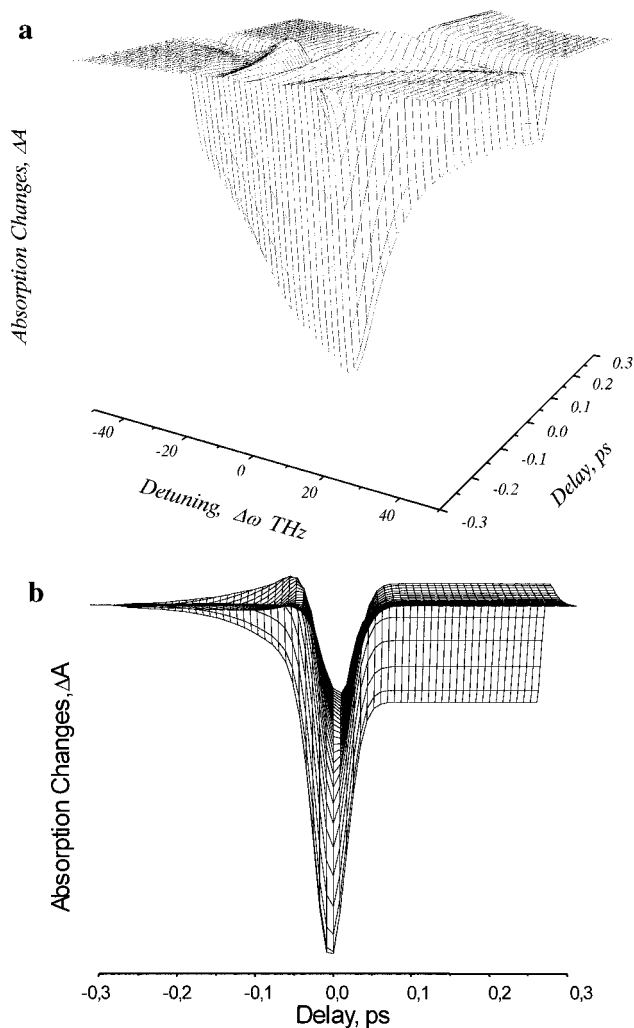 a
Absorption Changes, ΔA
-40
-20
0
20
40
Detuning, Δω THz
0.3
0.2
0.1
0.0
-0.1
-0.2
-0.3
Delay, ps
b
Absorption Changes,ΔA
-0,3 -0,2 -0,1 0,0 0,1 0,2 0,3
Delay, ps